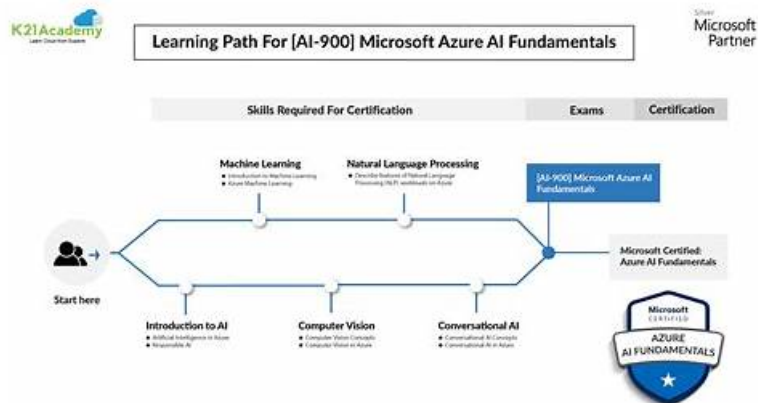 K21Academy
Learn Cloud from Experts
Learning Path For [AI-900] Microsoft Azure AI Fundamentals
Silver
Microsoft
Partner
Skills Required For Certification
Exams
Certification
Machine Learning
Introduction to Machine Learning
Azure Machine Learning
Natural Language Processing
Describe features of Natural Language
Processing (NLP) workloads on Azure
[AI-900] Microsoft Azure AI
Fundamentals
Start here
Microsoft Certified:
Azure AI Fundamentals
Introduction to AI
Artificial Intelligence in Azure
Responsible AI
Computer Vision
Computer Vision Concepts
Computer Vision in Azure
Conversational AI
Conversational AI Concepts
Conversational AI in Azure
Microsoft
CERTIFIED
AZURE
AI FUNDAMENTALS